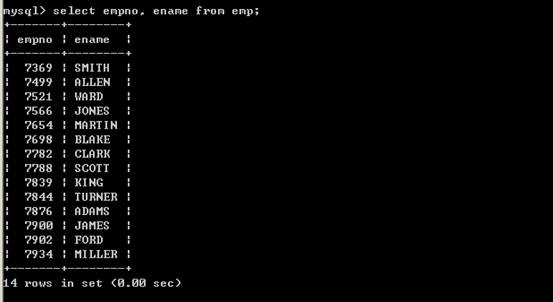 mysql> select empno, ename from emp;
+-------+--------+
| empno | ename  |
+-------+--------+
|  7369 | SMITH  |
|  7499 | ALLEN  |
|  7521 | WARD   |
|  7566 | JONES  |
|  7654 | MARTIN |
|  7698 | BLAKE  |
|  7782 | CLARK  |
|  7788 | SCOTT  |
|  7839 | KING   |
|  7844 | TURNER |
|  7876 | ADAMS  |
|  7900 | JAMES  |
|  7902 | FORD   |
|  7934 | MILLER |
+-------+--------+
14 rows in set (0.00 sec)